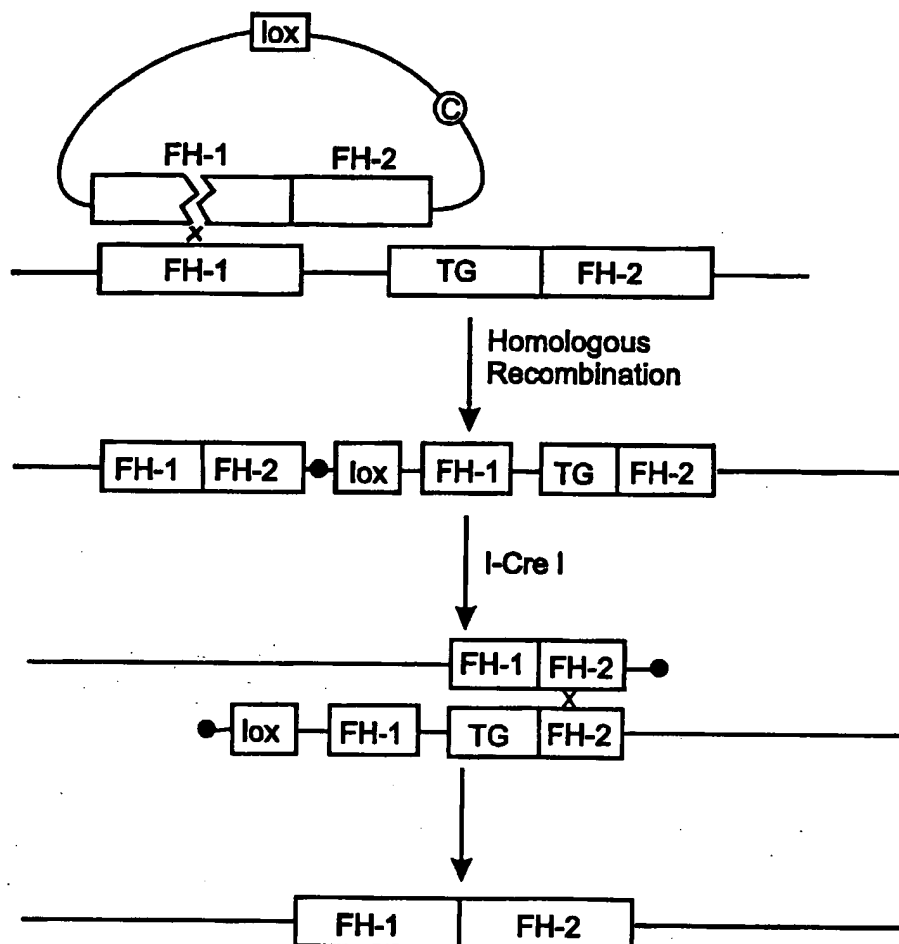 lox
C
FH-1 FH-2
FH-1 TG FH-2
Homologous
Recombination
FH-1 FH-2 lox FH-1 TG FH-2
I-Cre I
FH-1 FH-2
x
lox FH-1 TG FH-2
FH-1 FH-2